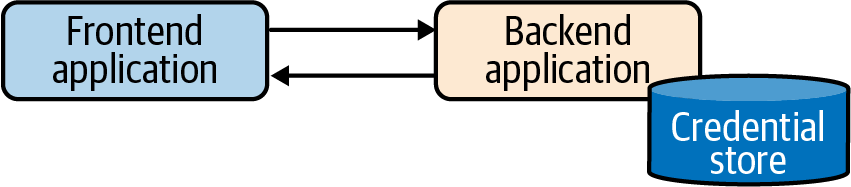 Frontend
application
Backend
application
Credential
store